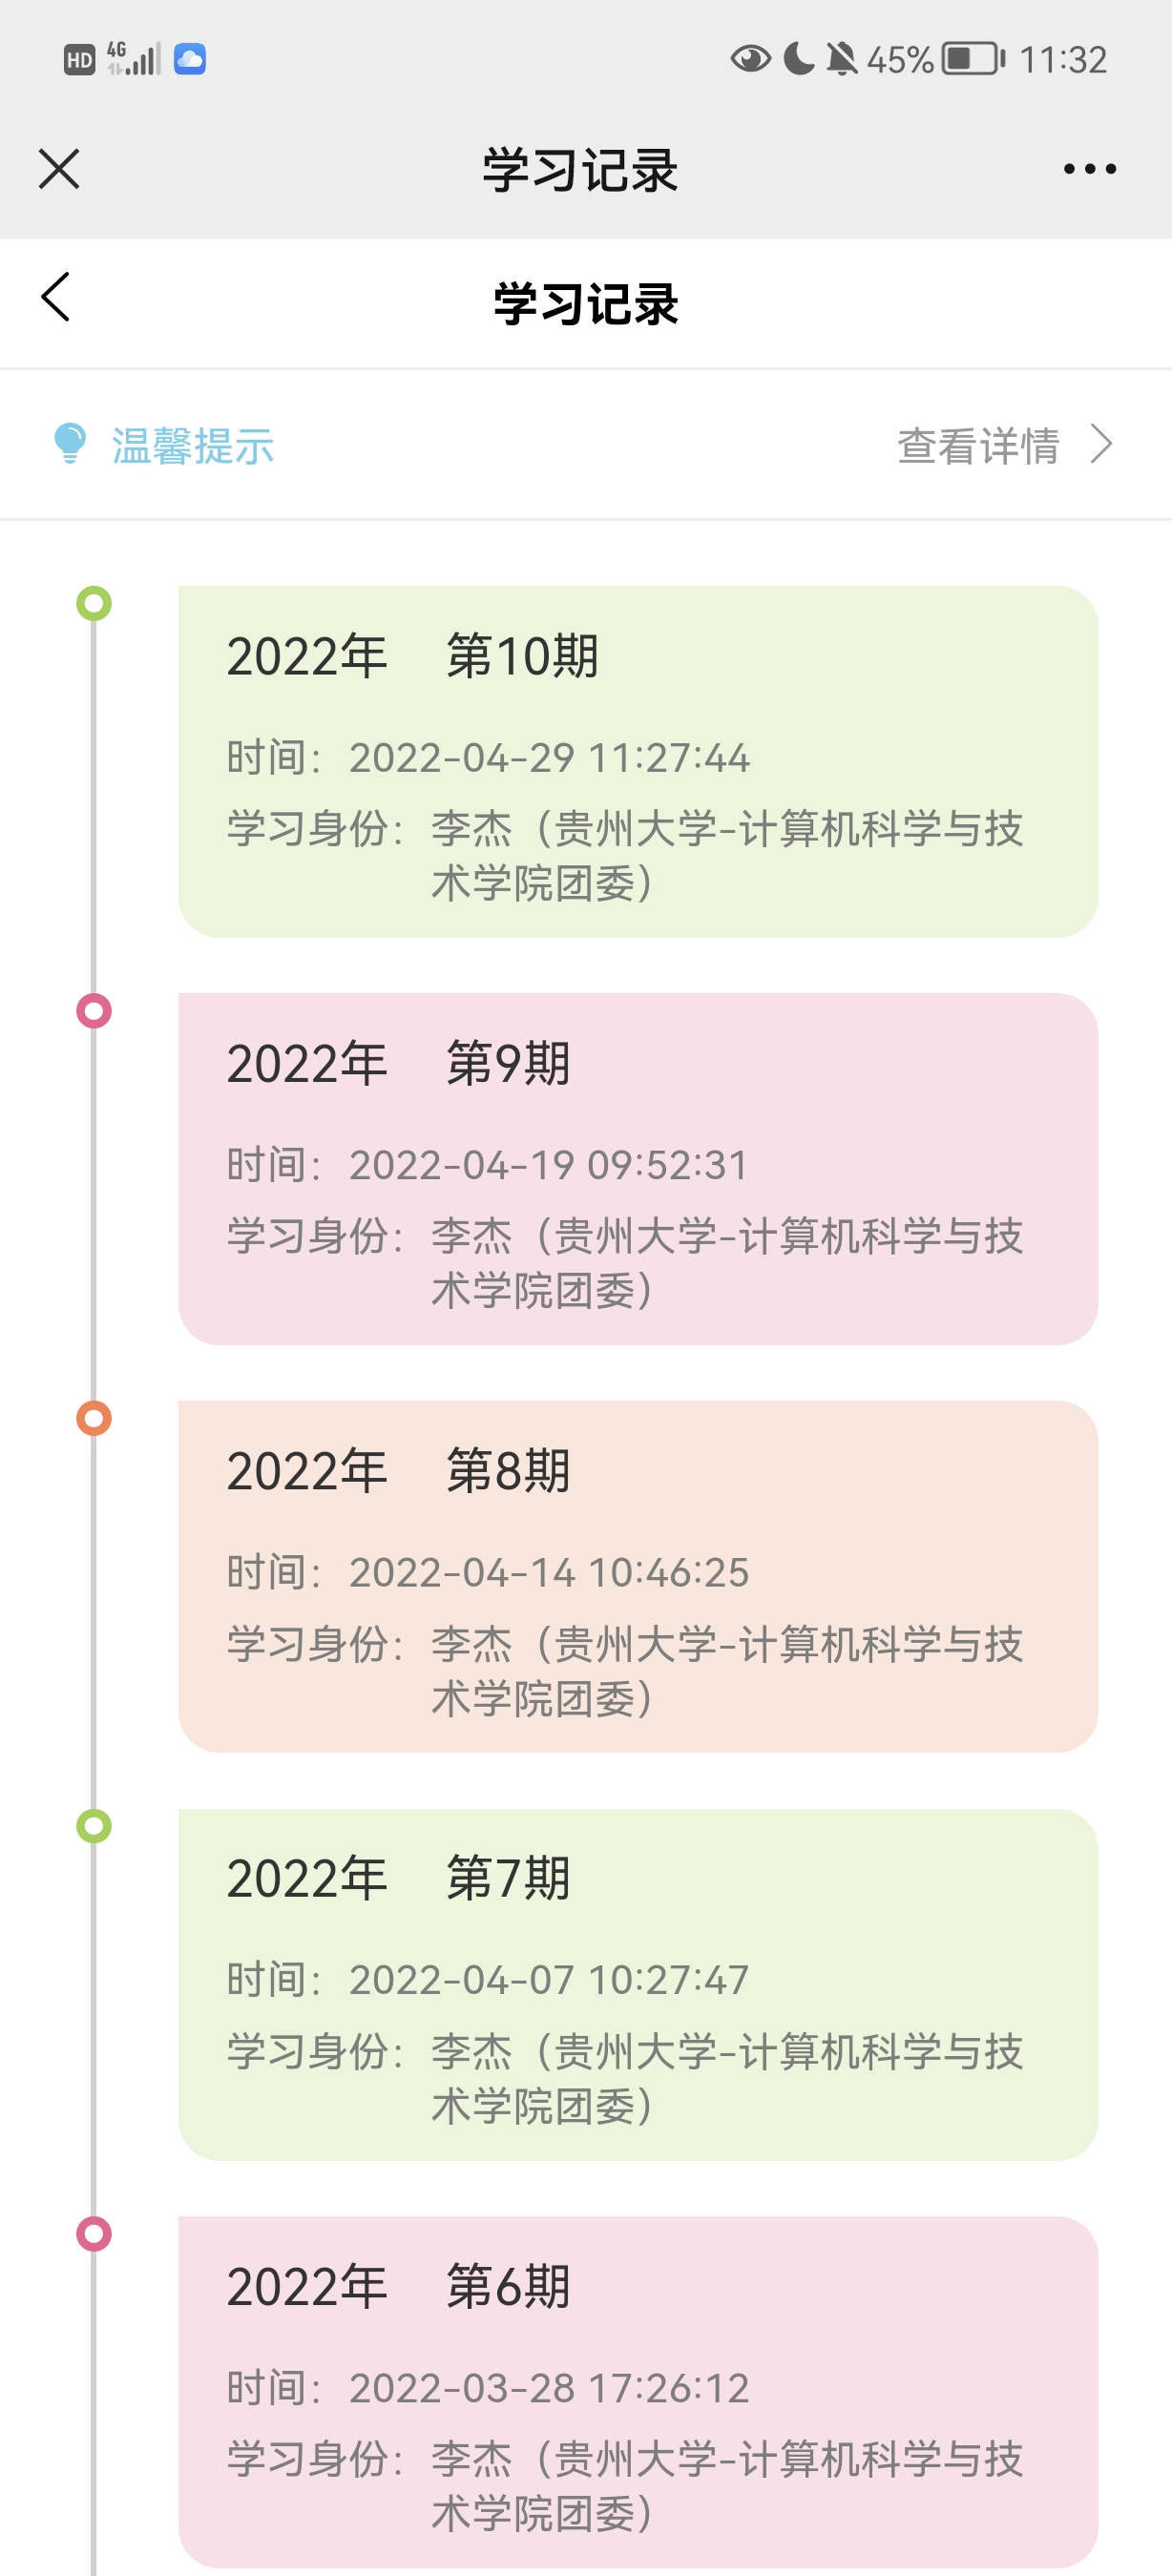 HD 4G 45% 11:32
学习记录
学习记录
温馨提示 查看详情
2022年 第10期
时间：2022-04-29 11:27:44
学习身份：李杰（贵州大学-计算机科学与技
术学院团委）
2022年 第9期
时间：2022-04-19 09:52:31
学习身份：李杰（贵州大学-计算机科学与技
术学院团委）
2022年 第8期
时间：2022-04-14 10:46:25
学习身份：李杰（贵州大学-计算机科学与技
术学院团委）
2022年 第7期
时间：2022-04-07 10:27:47
学习身份：李杰（贵州大学-计算机科学与技
术学院团委）
2022年 第6期
时间：2022-03-28 17:26:12
学习身份：李杰（贵州大学-计算机科学与技
术学院团委）